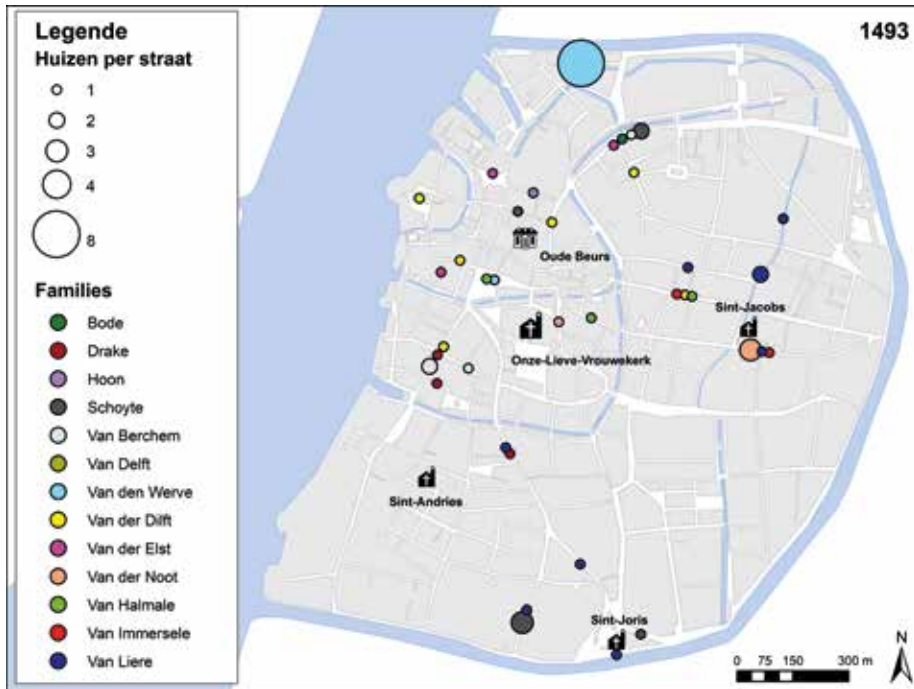 Legende
Huizen per straat
1
2
3
4
8
Families
Bode
Drake
Hoon
Schoyte
Van Berchem
Van Delft
Van den Werve
Van der Dilft
Van der Elst
Van der Noot
Van Halmale
Van Immersele
Van Liere
1493
Oude Beurs
Sint-Jacobs
Onze-Lieve-Vrouwekerk
Sint-Andries
Sint-Joris
N
0 75 150 300 m